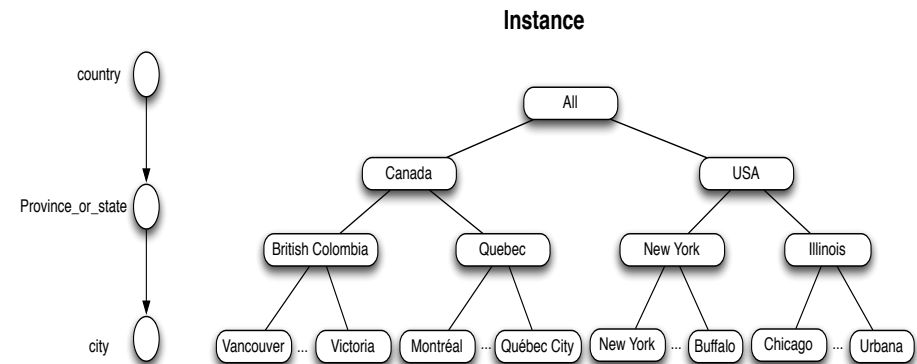 Instance
country
All
Canada USA
Province_or_state
British Colombia Quebec New York Illinois
city
Vancouver ... Victoria Montréal ... Québec City New York ... Buffalo Chicago ... Urbana